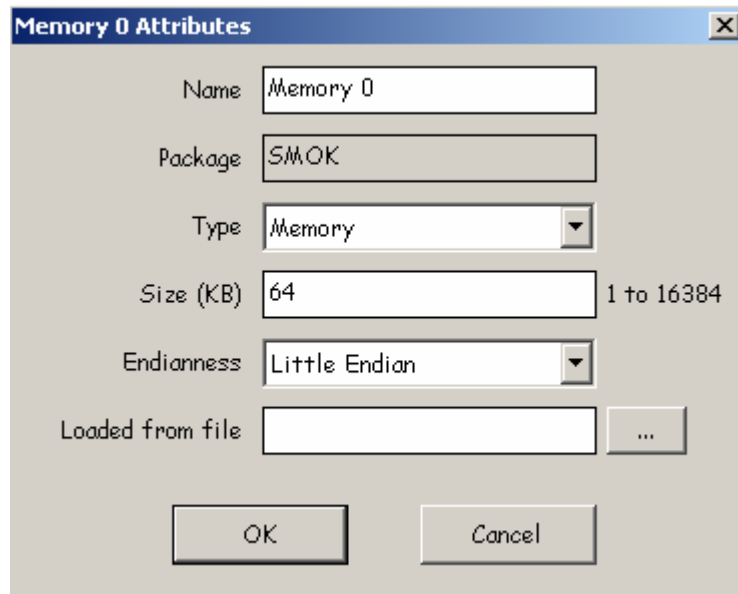 Memory 0 Attributes
Name Memory 0
Package SMOK
Type Memory
Size (KB) 64 1 to 16384
Endianness Little Endian
Loaded from file ...
OK Cancel